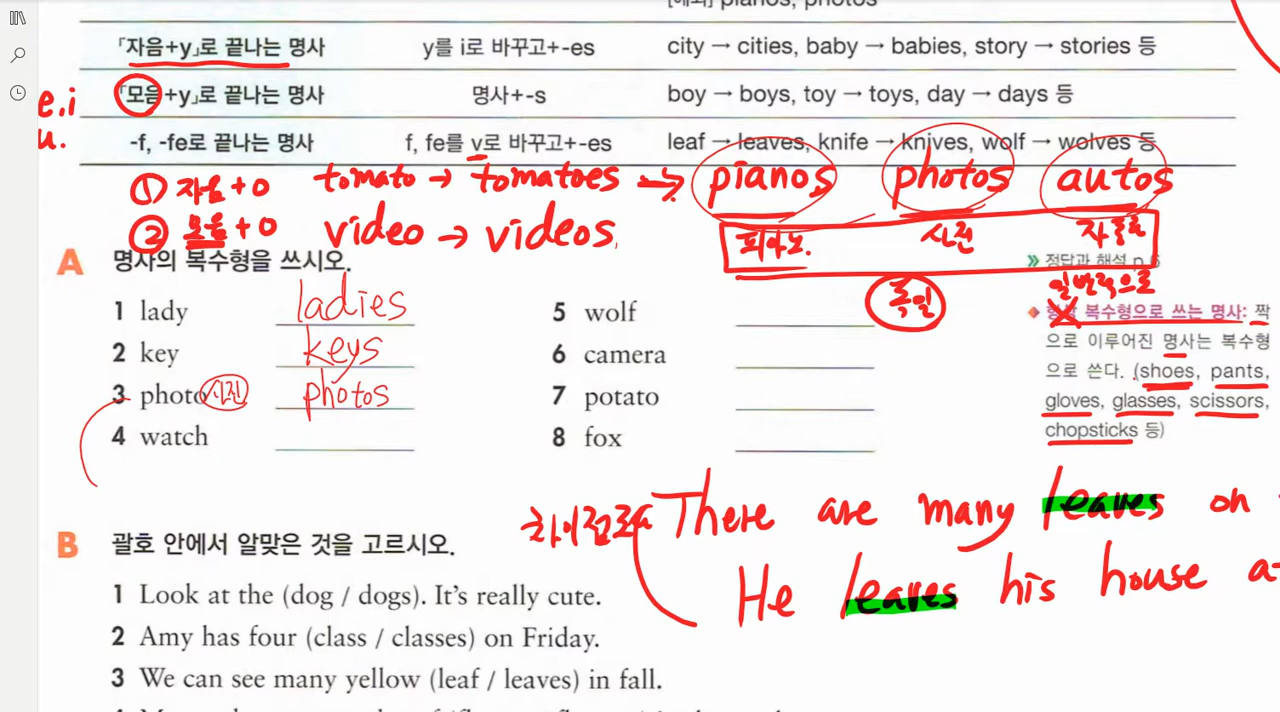 [예외] pianos, photos
「자음+y」로 끝나는 명사 y를 i로 바꾸고+-es city → cities, baby → babies, story → stories 등
「모음+y」로 끝나는 명사 명사+-s boy → boys, toy → toys, day → days 등
e.i
u.
-f, -fe로 끝나는 명사 f, fe를 v로 바꾸고+-es leaf → leaves, knife → knives, wolf → wolves 등
① 자음+o tomato → tomatoes → pianos photos autos
② 모음+o video → videos.
피아노. 사진 자동차
A 명사의 복수형을 쓰시오.
정답과 해설 p.6
1 lady ladies
2 key keys
3 photo 사진 photos
4 watch
5 wolf
6 camera
7 potato
8 fox
독일
일반적으로
항상 복수형으로 쓰는 명사: 짝
으로 이루어진 명사는 복수형
으로 쓴다. (shoes, pants,
gloves, glasses, scissors,
chopsticks 등)
There are many leaves on
He leaves his house
B 괄호 안에서 알맞은 것을 고르시오.
1 Look at the (dog / dogs). It's really cute.
2 Amy has four (class / classes) on Friday.
3 We can see many yellow (leaf / leaves) in fall.